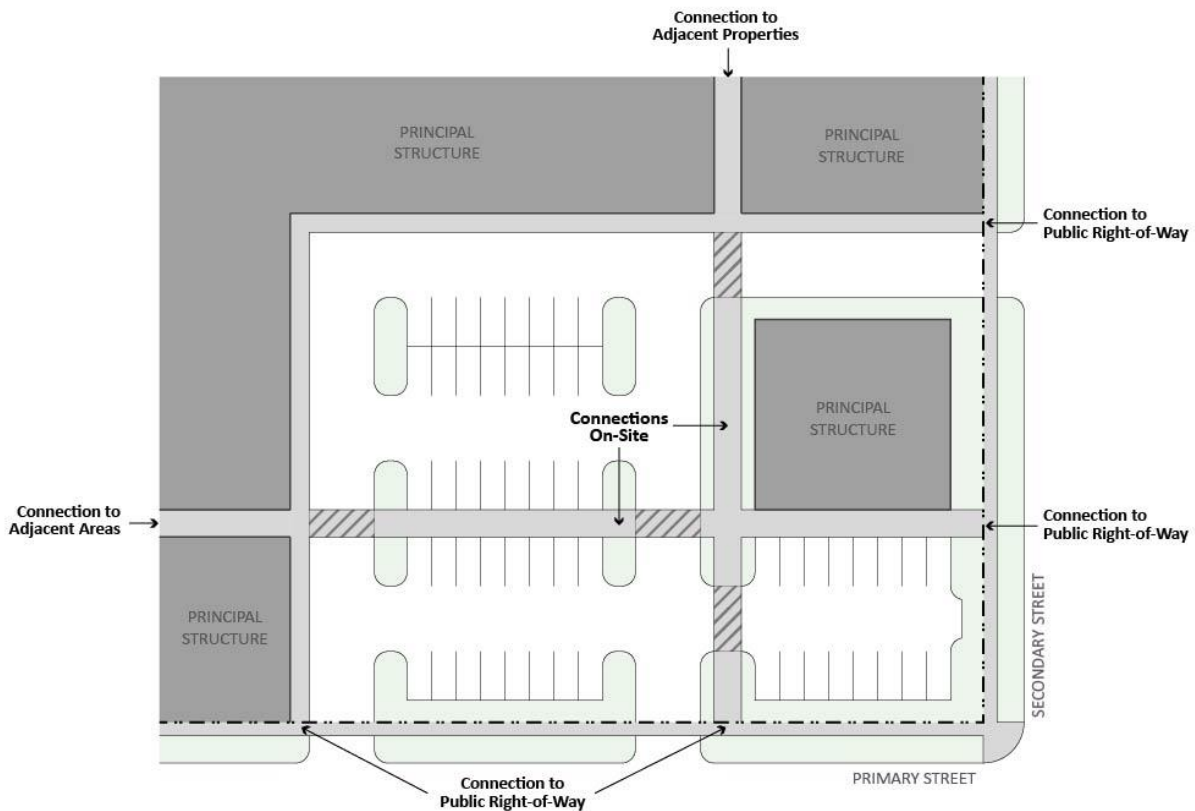 Connection to
Adjacent Properties
PRINCIPAL
STRUCTURE
PRINCIPAL
STRUCTURE
Connection to
Public Right-of-Way
PRINCIPAL
STRUCTURE
Connections
On-Site
Connection to
Adjacent Areas
Connection to
Public Right-of-Way
PRINCIPAL
STRUCTURE
SECONDARY STREET
PRIMARY STREET
Connection to
Public Right-of-Way